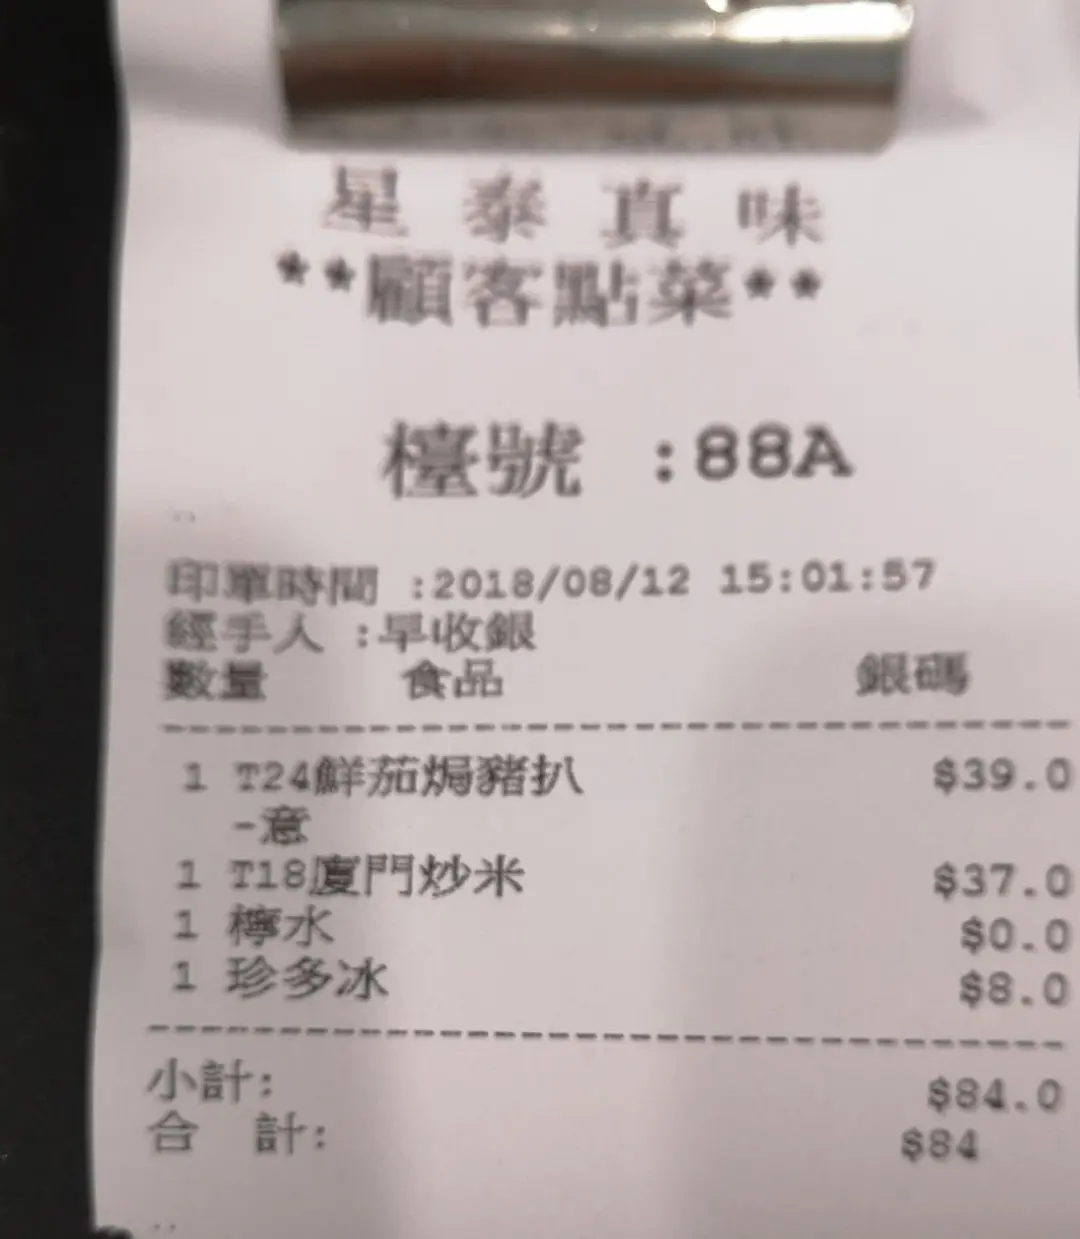 星泰真味
**顧客點菜**
檯號 :88A
印單時間 :2018/08/12 15:01:57
經手人 :早收銀
數量 食品 銀碼
1 T24鮮茄焗豬扒 $39.0
-意
1 T18廈門炒米 $37.0
1 檸水 $0.0
1 珍多冰 $8.0
小計: $84.0
合 計: $84